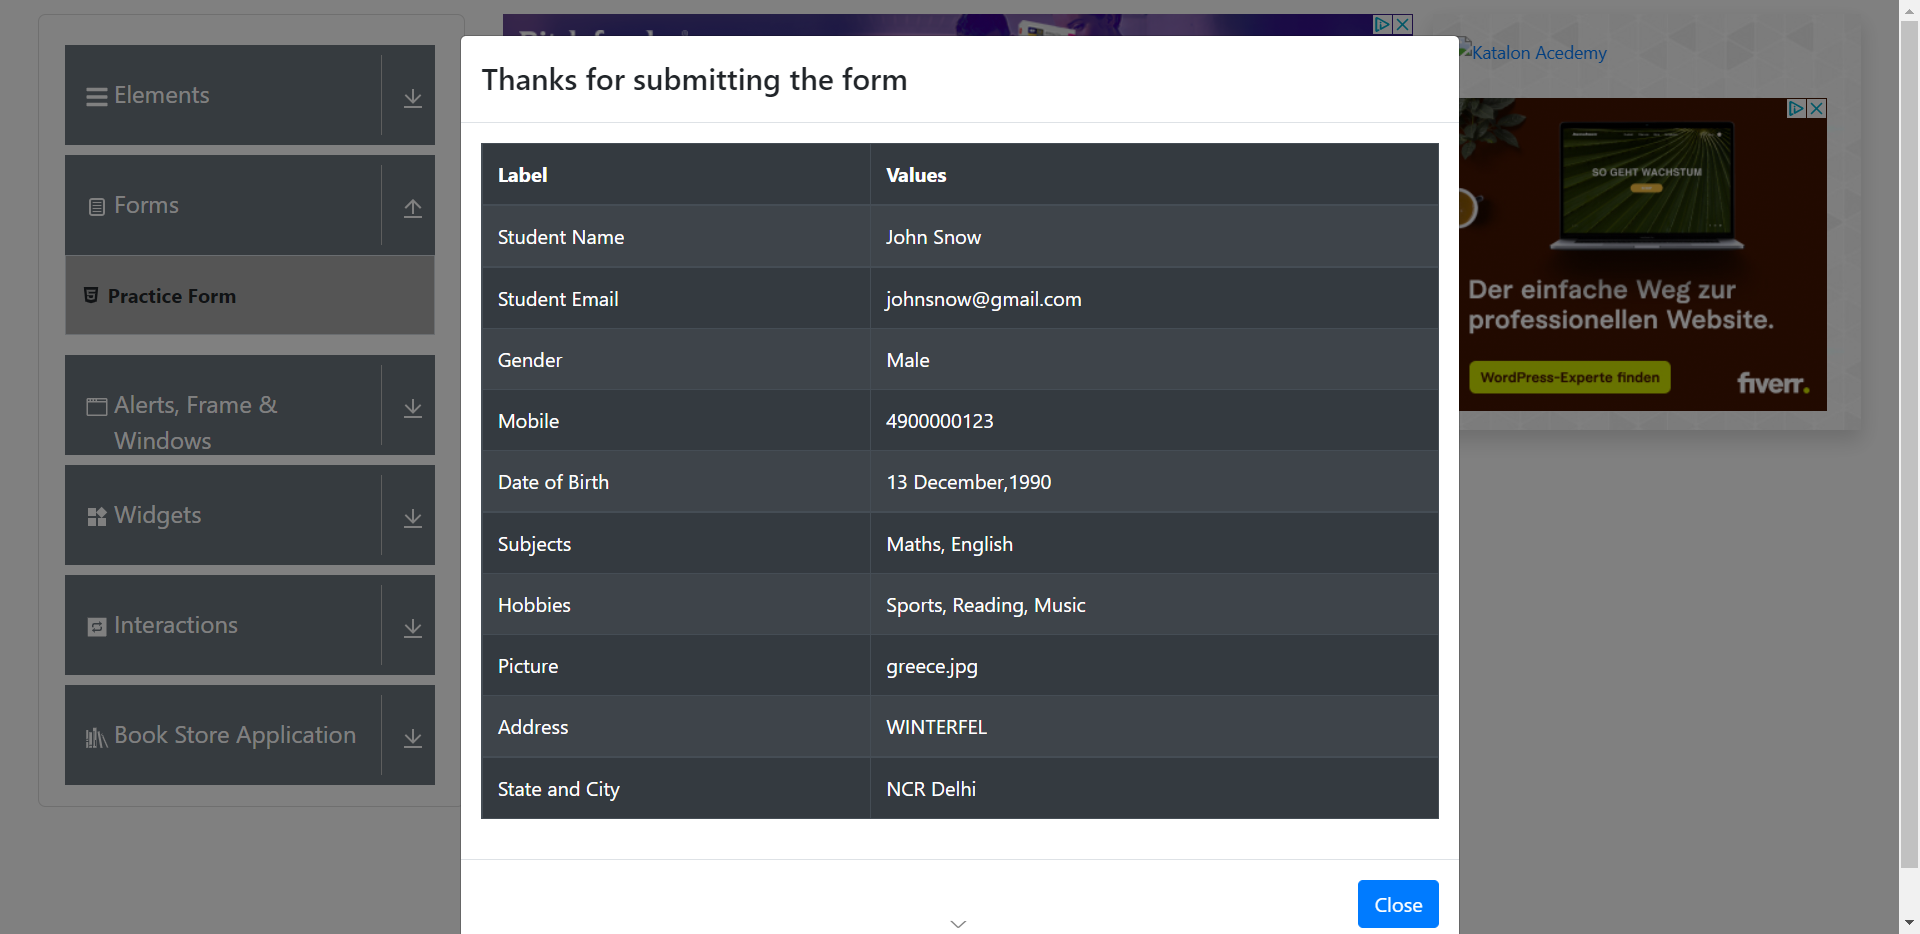 Elements
Forms
Practice Form
Alerts, Frame &
Windows
Widgets
Interactions
Book Store Application
Thanks for submitting the form
Label Values
Student Name John Snow
Student Email johnsnow@gmail.com
Gender Male
Mobile 4900000123
Date of Birth 13 December,1990
Subjects Maths, English
Hobbies Sports, Reading, Music
Picture greece.jpg
Address WINTERFEL
State and City NCR Delhi
Close
Katalon Acedemy
SO GEHT WACHSTUM
Der einfache Weg zur
professionellen Website.
WordPress-Experte finden
fiverr.